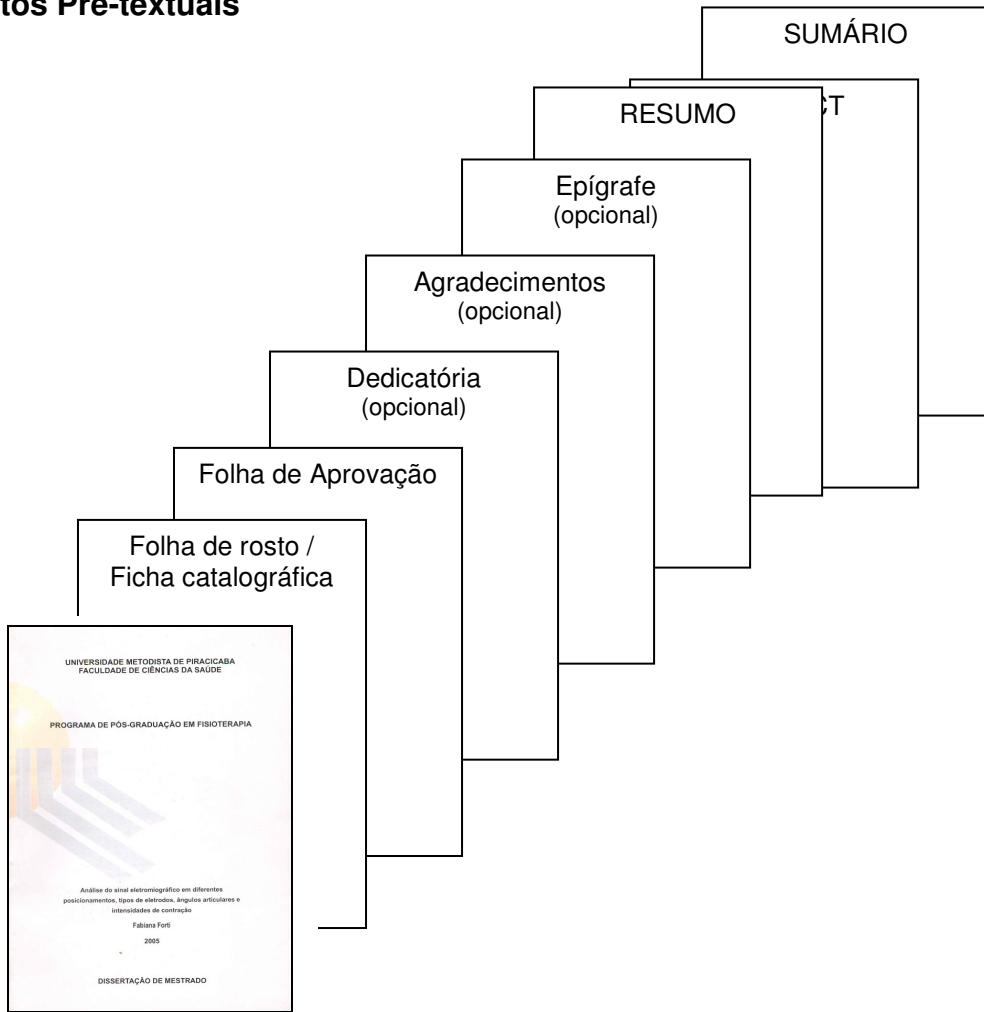 tos Pré-textuais
SUMÁRIO
CT
RESUMO
Epígrafe
(opcional)
Agradecimentos
(opcional)
Dedicatória
(opcional)
Folha de Aprovação
Folha de rosto /
Ficha catalográfica
UNIVERSIDADE METODISTA DE PIRACICABA
FACULDADE DE CIÊNCIAS DA SAÚDE
PROGRAMA DE PÓS-GRADUAÇÃO EM FISIOTERAPIA
Análise do sinal eletromiográfico em diferentes
posicionamentos, tipos de eletrodos, ângulos articulares e
intensidades de contração
Fabiana Forti
2005
DISSERTAÇÃO DE MESTRADO